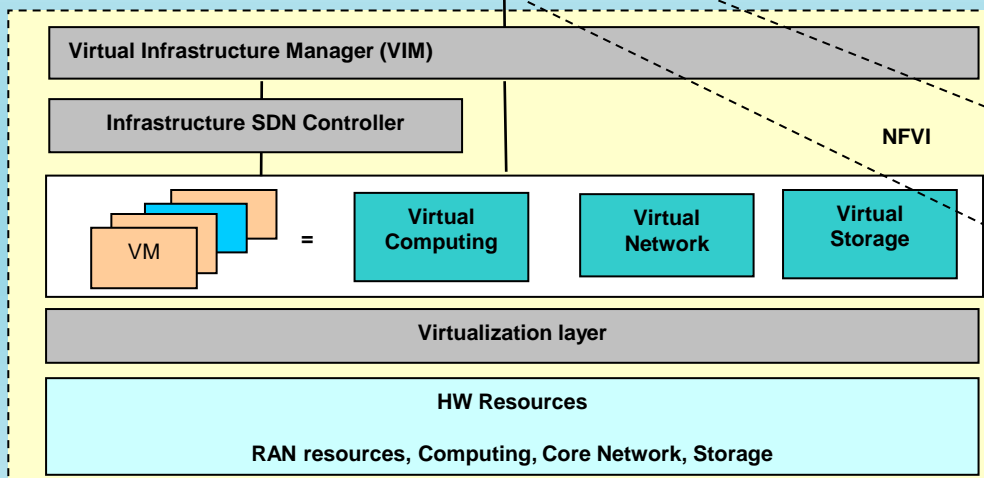 Virtual Infrastructure Manager (VIM)
Infrastructure SDN Controller
NFVI
VM
=
Virtual
Computing
Virtual
Network
Virtual
Storage
Virtualization layer
HW Resources
RAN resources, Computing, Core Network, Storage